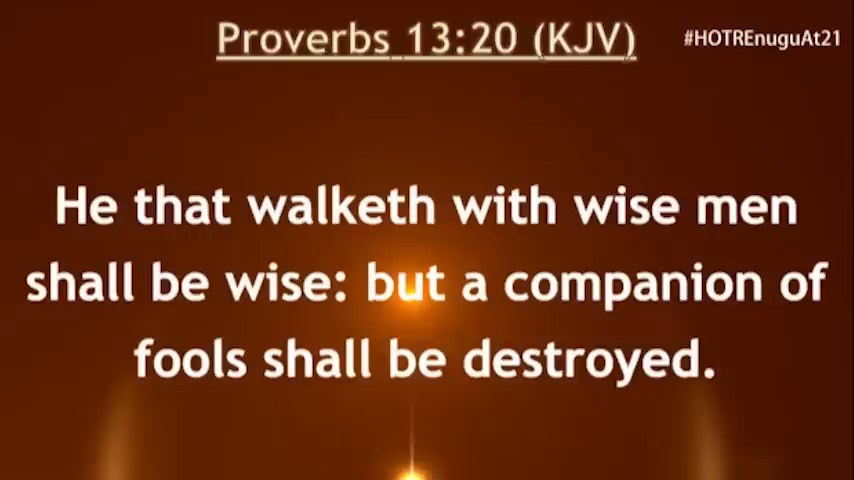 Proverbs 13:20 (KJV)
#HOTREnuguAt21
He that walketh with wise men
shall be wise: but a companion of
fools shall be destroyed.